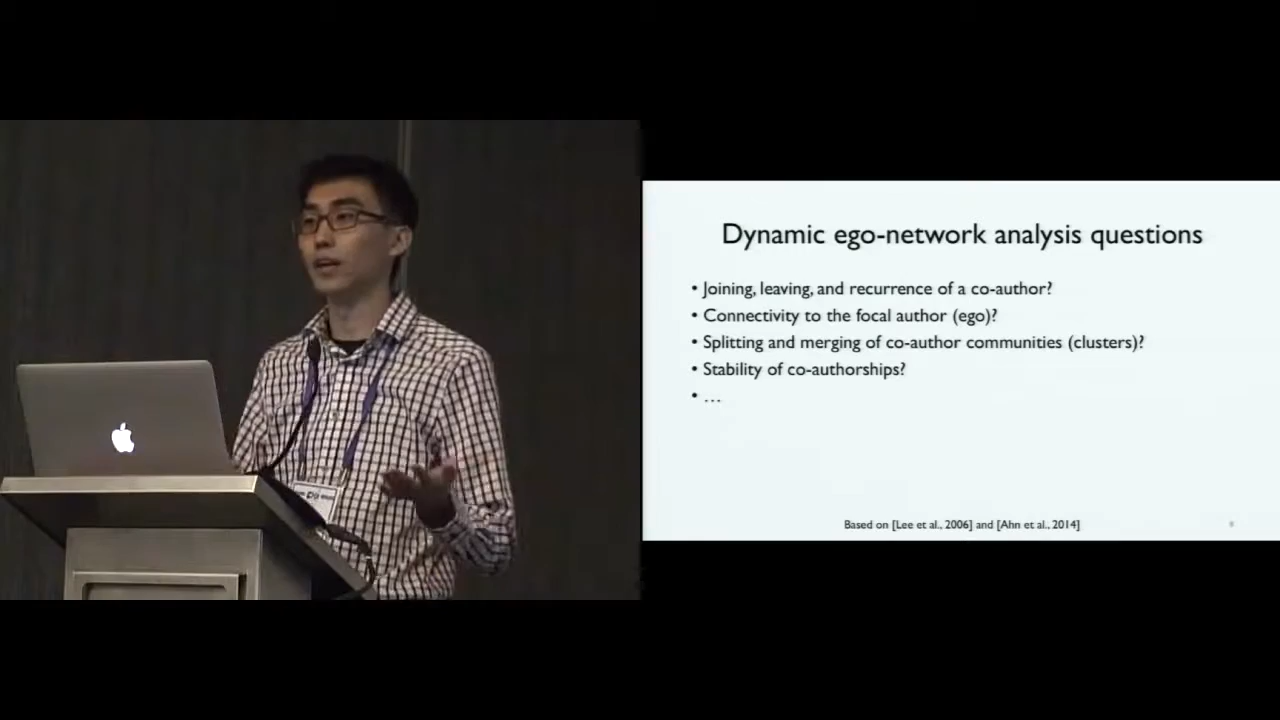 Dynamic ego-network analysis questions
• Joining, leaving, and recurrence of a co-author?
• Connectivity to the focal author (ego)?
• Splitting and merging of co-author communities (clusters)?
• Stability of co-authorships?
• …
Based on [Lee et al., 2006] and [Ahn et al., 2014]